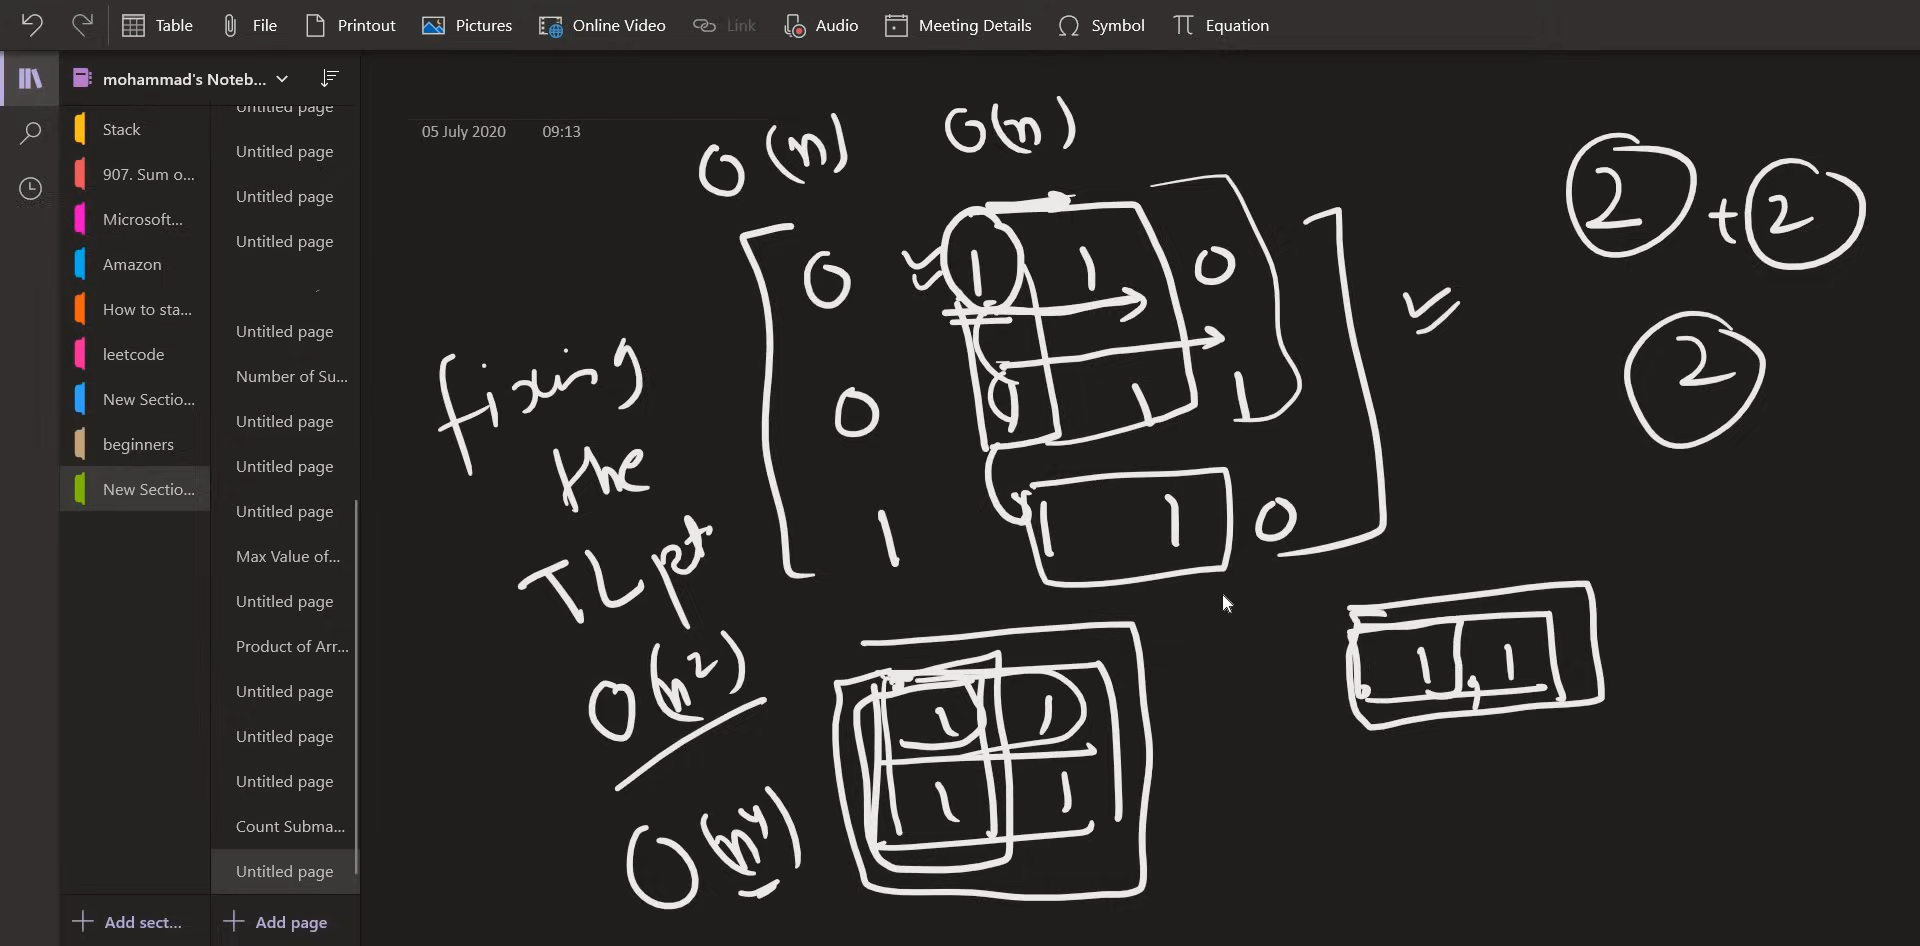 Table
File
Printout
Pictures
Online Video
Link
Audio
Meeting Details
Symbol
Equation
mohammad's Noteb...
Stack
907. Sum o...
Microsoft...
Amazon
How to sta...
leetcode
New Sectio...
beginners
New Sectio...
Add sect...
Untitled page
Untitled page
Untitled page
Untitled page
Untitled page
Number of Su...
Untitled page
Untitled page
Untitled page
Max Value of...
Untitled page
Product of Arr...
Untitled page
Untitled page
Untitled page
Count Subma...
Untitled page
Add page
05 July 2020 09:13
O(n) O(n)
0 1 1 0
0 1 1
1 1 1 0
2 + 2
2
fixing
the
TL pt
O(n²)
O(n⁴)
1 1
1 1
1, 1